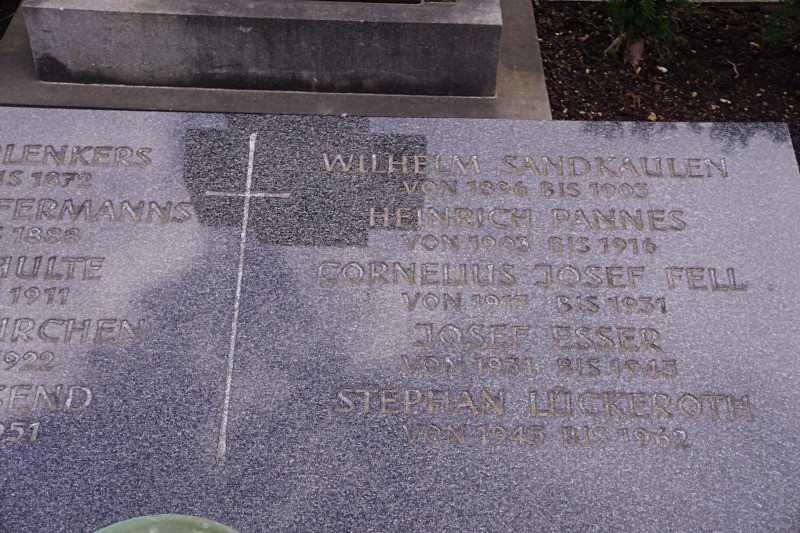 LENKERS
BIS 1872
FERMANNS
1888
HULTE
1911
IRCHEN
1922
SEND
1951
WILHELM SANDKAULEN
VON 1896 BIS 1903
HEINRICH PANNES
VON 1903 BIS 1916
CORNELIUS JOSEF FELL
VON 1917 BIS 1931
JOSEF ESSER
VON 1931 BIS 1945
STEPHAN LÜCKEROTH
VON 1945 BIS 1962